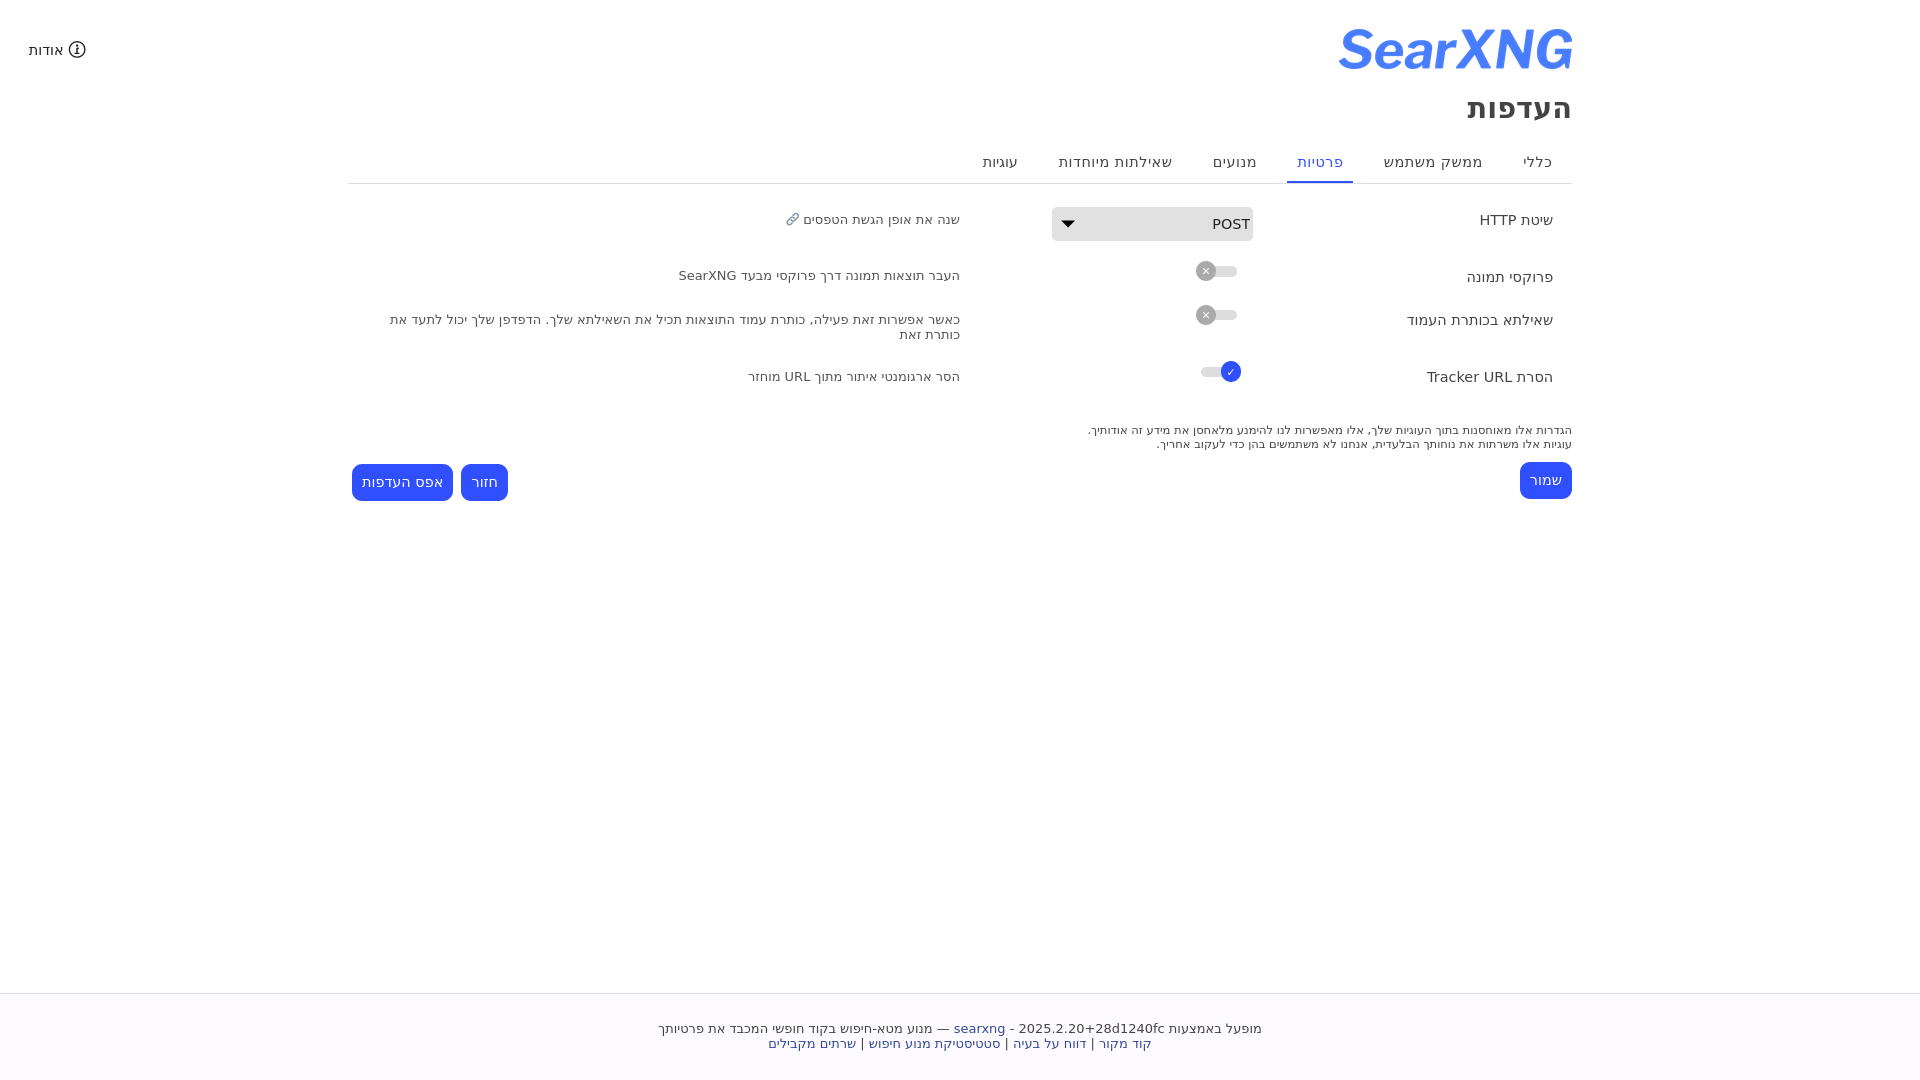 SearXNG
אודות
העדפות
כללי
ממשק משתמש
פרטיות
מנועים
שאילתות מיוחדות
עוגיות
שיטת HTTP
POST
שנה את אופן הגשת הטפסים
פרוקסי תמונה
העבר תוצאות תמונה דרך פרוקסי מבעד SearXNG
שאילתא בכותרת העמוד
כאשר אפשרות זאת פעילה, כותרת עמוד התוצאות תכיל את השאילתא שלך. הדפדפן שלך יכול לתעד את
כותרת זאת
הסרת Tracker URL
הסר ארגומנטי איתור מתוך URL מוחזר
הגדרות אלו מאוחסנות בתוך העוגיות שלך, אלו מאפשרות לנו להימנע מלאחסן את מידע זה אודותיך.
עוגיות אלו משרתות את נוחותך הבלעדית, אנחנו לא משתמשים בהן כדי לעקוב אחריך.
שמור
חזור
אפס העדפות
מופעל באמצעות searxng - 2025.2.20+28d1240fc — מנוע מטא-חיפוש בקוד חופשי המכבד את פרטיותך
קוד מקור | דווח על בעיה | סטטיסטיקת מנוע חיפוש | שרתים מקבילים